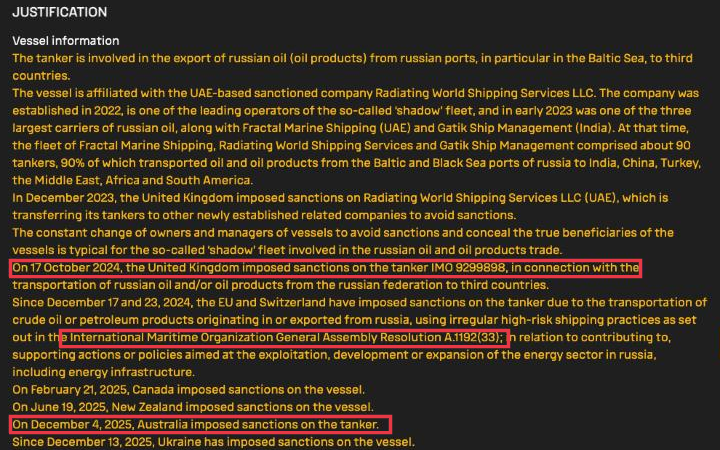 JUSTIFICATION
Vessel information
The tanker is involved in the export of russian oil (oil products) from russian ports, in particular in the Baltic Sea, to third
countries.
The vessel is affiliated with the UAE-based sanctioned company Radiating World Shipping Services LLC. The company was
established in 2022, is one of the leading operators of the so-called 'shadow' fleet, and in early 2023 was one of the three
largest carriers of russian oil, along with Fractal Marine Shipping (UAE) and Gatik Ship Management (India). At that time,
the fleet of Fractal Marine Shipping, Radiating World Shipping Services and Gatik Ship Management comprised about 90
tankers, 90% of which transported oil and oil products from the Baltic and Black Sea ports of russia to India, China, Turkey,
the Middle East, Africa and South America.
In December 2023, the United Kingdom imposed sanctions on Radiating World Shipping Services LLC (UAE), which is
transferring its tankers to other newly established related companies to avoid sanctions.
The constant change of owners and managers of vessels to avoid sanctions and conceal the true beneficiaries of the
vessels is typical for the so-called 'shadow' fleet involved in the russian oil and oil products trade.
On 17 October 2024, the United Kingdom imposed sanctions on the tanker IMO 9299898, in connection with the
transportation of russian oil and/or oil products from the russian federation to third countries.
Since December 17 and 23, 2024, the EU and Switzerland have imposed sanctions on the tanker due to the transportation of
crude oil or petroleum products originating in or exported from russia, using irregular high-risk shipping practices as set
out in the International Maritime Organization General Assembly Resolution A.1192(33); in relation to contributing to,
supporting actions or policies aimed at the exploitation, development or expansion of the energy sector in russia,
including energy infrastructure.
On February 21, 2025, Canada imposed sanctions on the vessel.
On June 19, 2025, New Zealand imposed sanctions on the vessel.
On December 4, 2025, Australia imposed sanctions on the tanker.
Since December 13, 2025, Ukraine has imposed sanctions on the vessel.